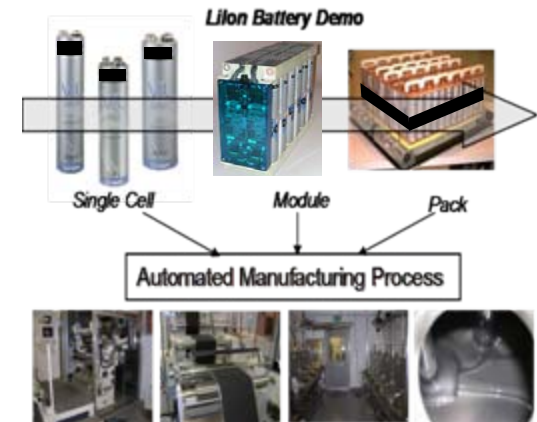 LiIon Battery Demo
Single Cell
Module
Pack
Automated Manufacturing Process